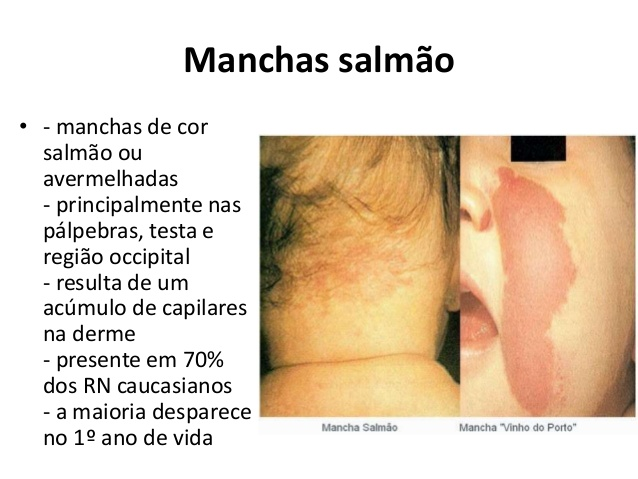 Manchas salmão
• - manchas de cor
salmão ou
avermelhadas
- principalmente nas
pálpebras, testa e
região occipital
- resulta de um
acúmulo de capilares
na derme
- presente em 70%
dos RN caucasianos
- a maioria desparece
no 1º ano de vida
Mancha Salmão
Mancha "Vinho do Porto"